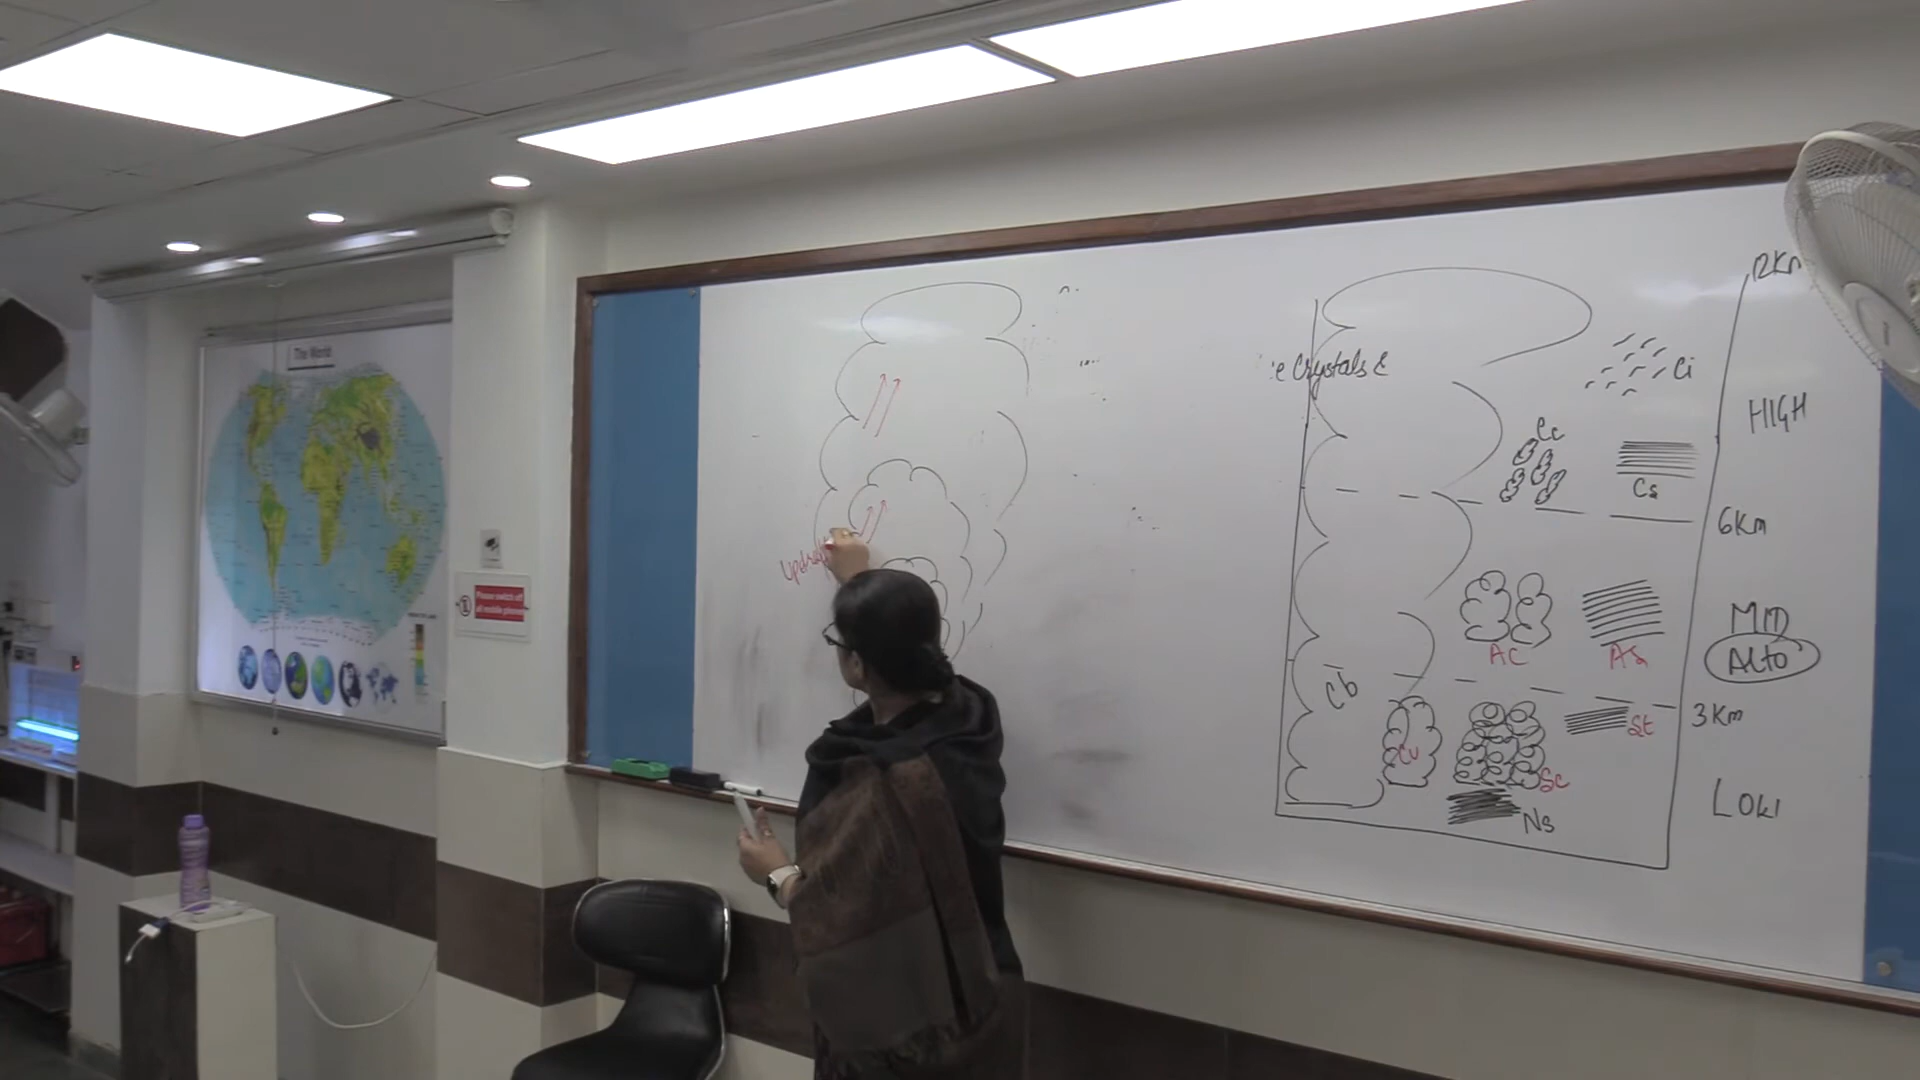 The World
Please switch off
all mobile phones
Updraft
e Crystals &
Cb
Cu
Cc
Ci
Cs
Ac
As
St
Sc
Ns
12Km
HIGH
6Km
MID
ALTO
3Km
LOW